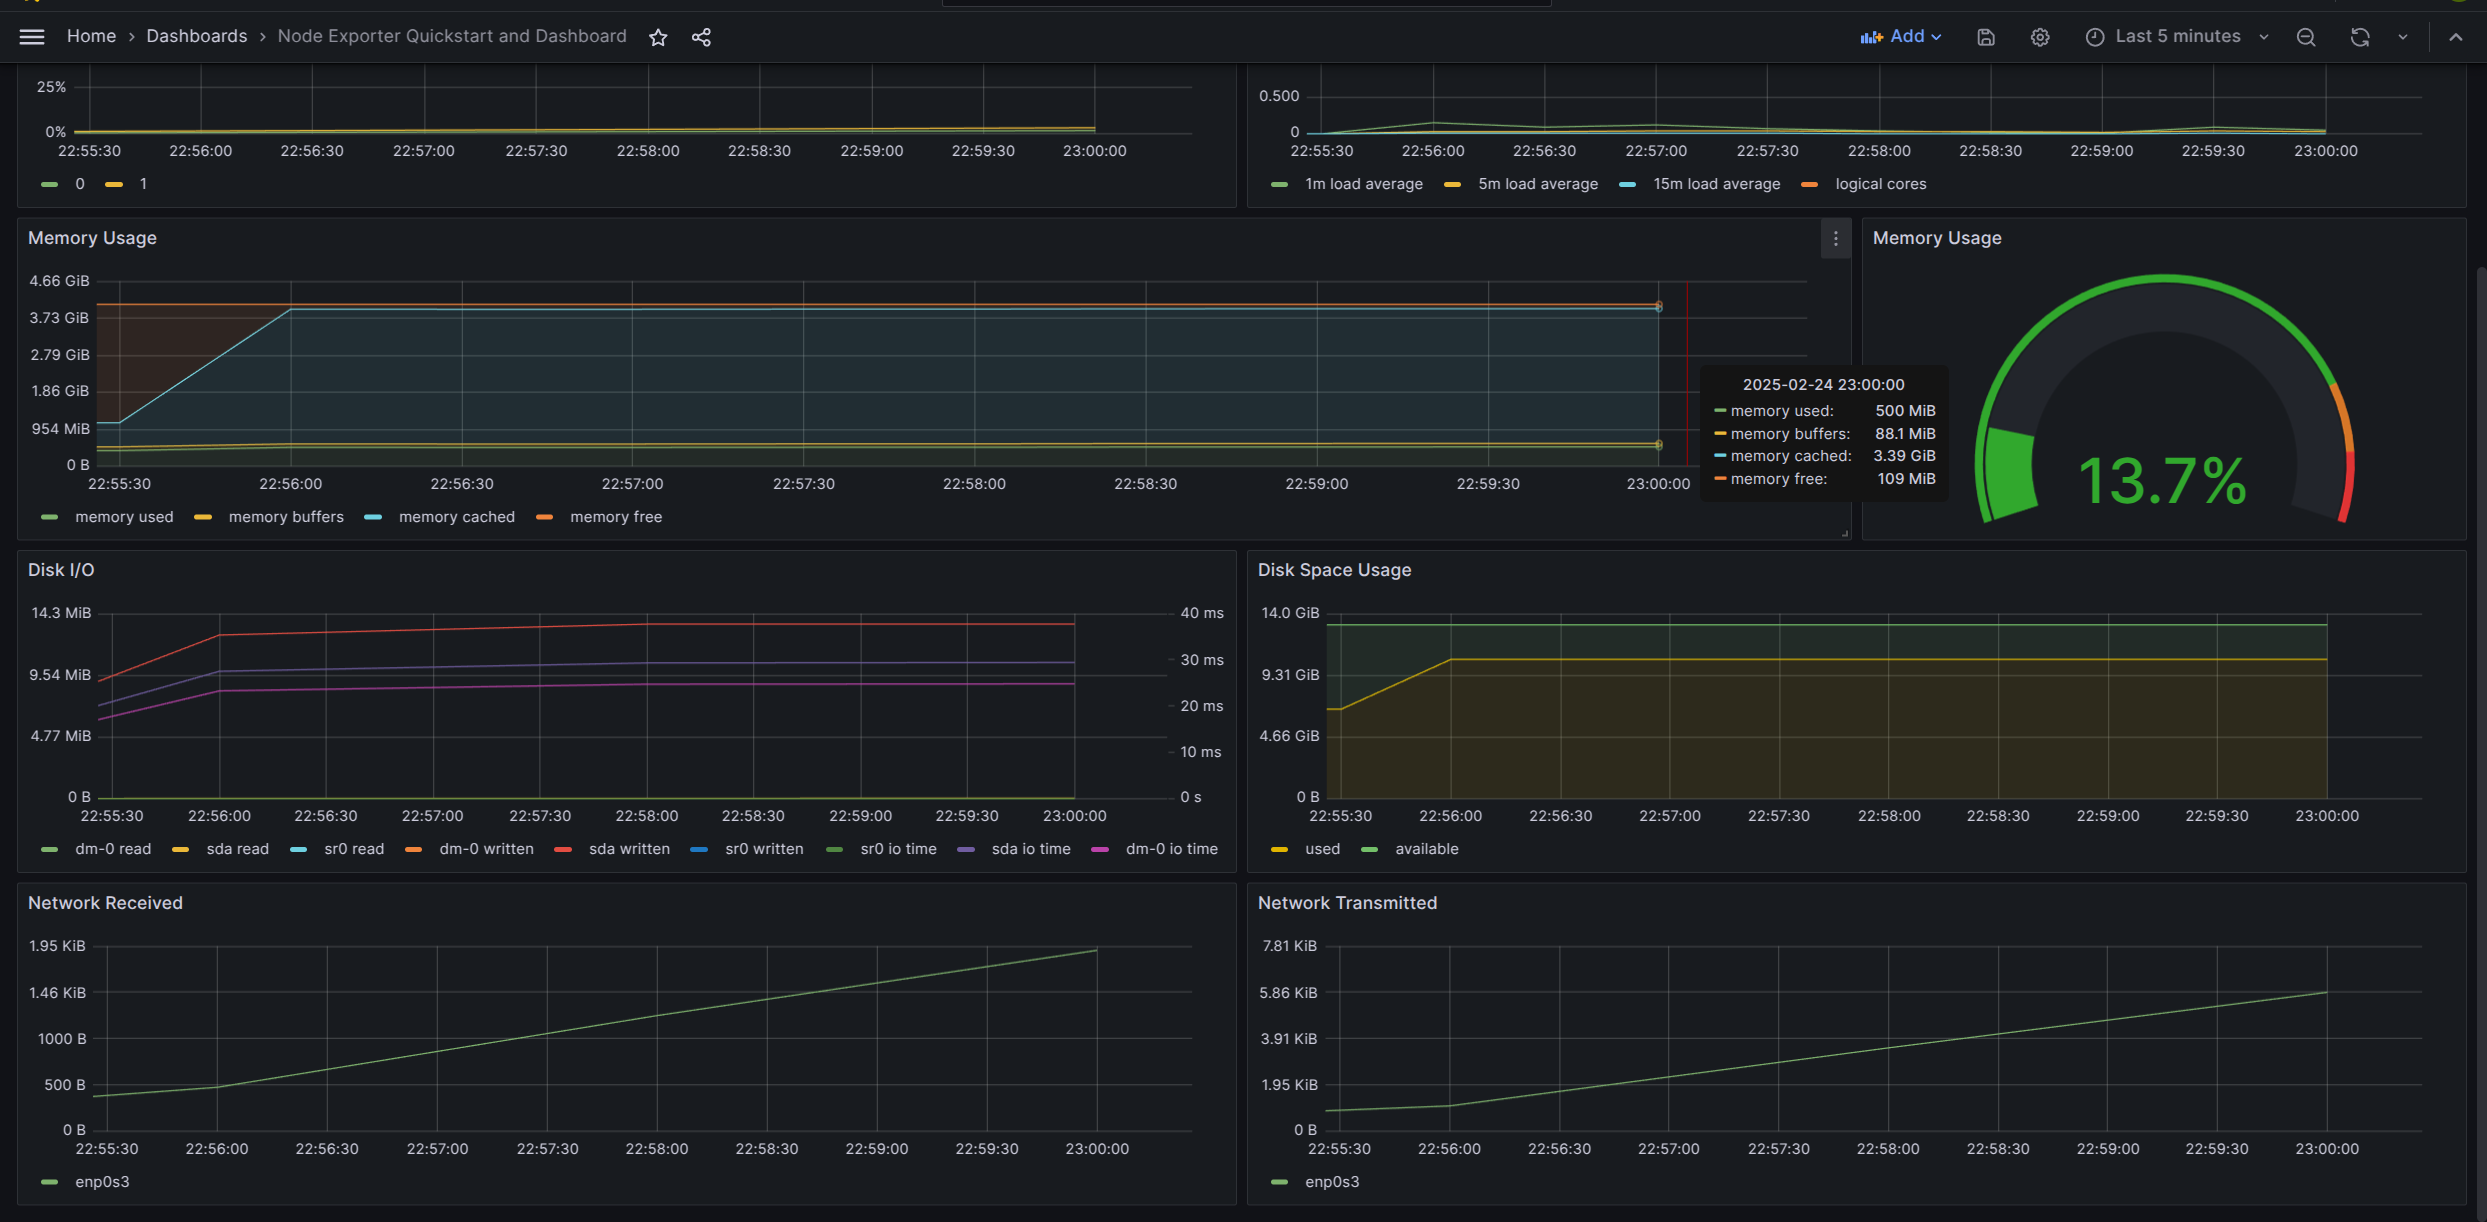 Home › Dashboards › Node Exporter Quickstart and Dashboard
Add
Last 5 minutes
25%
0%
22:55:30 22:56:00 22:56:30 22:57:00 22:57:30 22:58:00 22:58:30 22:59:00 22:59:30 23:00:00
0 1
0.500
0
22:55:30 22:56:00 22:56:30 22:57:00 22:57:30 22:58:00 22:58:30 22:59:00 22:59:30 23:00:00
1m load average 5m load average 15m load average logical cores
Memory Usage
4.66 GiB
3.73 GiB
2.79 GiB
1.86 GiB
954 MiB
0 B
22:55:30 22:56:00 22:56:30 22:57:00 22:57:30 22:58:00 22:58:30 22:59:00 22:59:30 23:00:00
memory used memory buffers memory cached memory free
2025-02-24 23:00:00
memory used: 500 MiB
memory buffers: 88.1 MiB
memory cached: 3.39 GiB
memory free: 109 MiB
Memory Usage
13.7%
Disk I/O
14.3 MiB
9.54 MiB
4.77 MiB
0 B
40 ms
30 ms
20 ms
10 ms
0 s
22:55:30 22:56:00 22:56:30 22:57:00 22:57:30 22:58:00 22:58:30 22:59:00 22:59:30 23:00:00
dm-0 read sda read sr0 read dm-0 written sda written sr0 written sr0 io time sda io time dm-0 io time
Disk Space Usage
14.0 GiB
9.31 GiB
4.66 GiB
0 B
22:55:30 22:56:00 22:56:30 22:57:00 22:57:30 22:58:00 22:58:30 22:59:00 22:59:30 23:00:00
used available
Network Received
1.95 KiB
1.46 KiB
1000 B
500 B
0 B
22:55:30 22:56:00 22:56:30 22:57:00 22:57:30 22:58:00 22:58:30 22:59:00 22:59:30 23:00:00
enp0s3
Network Transmitted
7.81 KiB
5.86 KiB
3.91 KiB
1.95 KiB
0 B
22:55:30 22:56:00 22:56:30 22:57:00 22:57:30 22:58:00 22:58:30 22:59:00 22:59:30 23:00:00
enp0s3